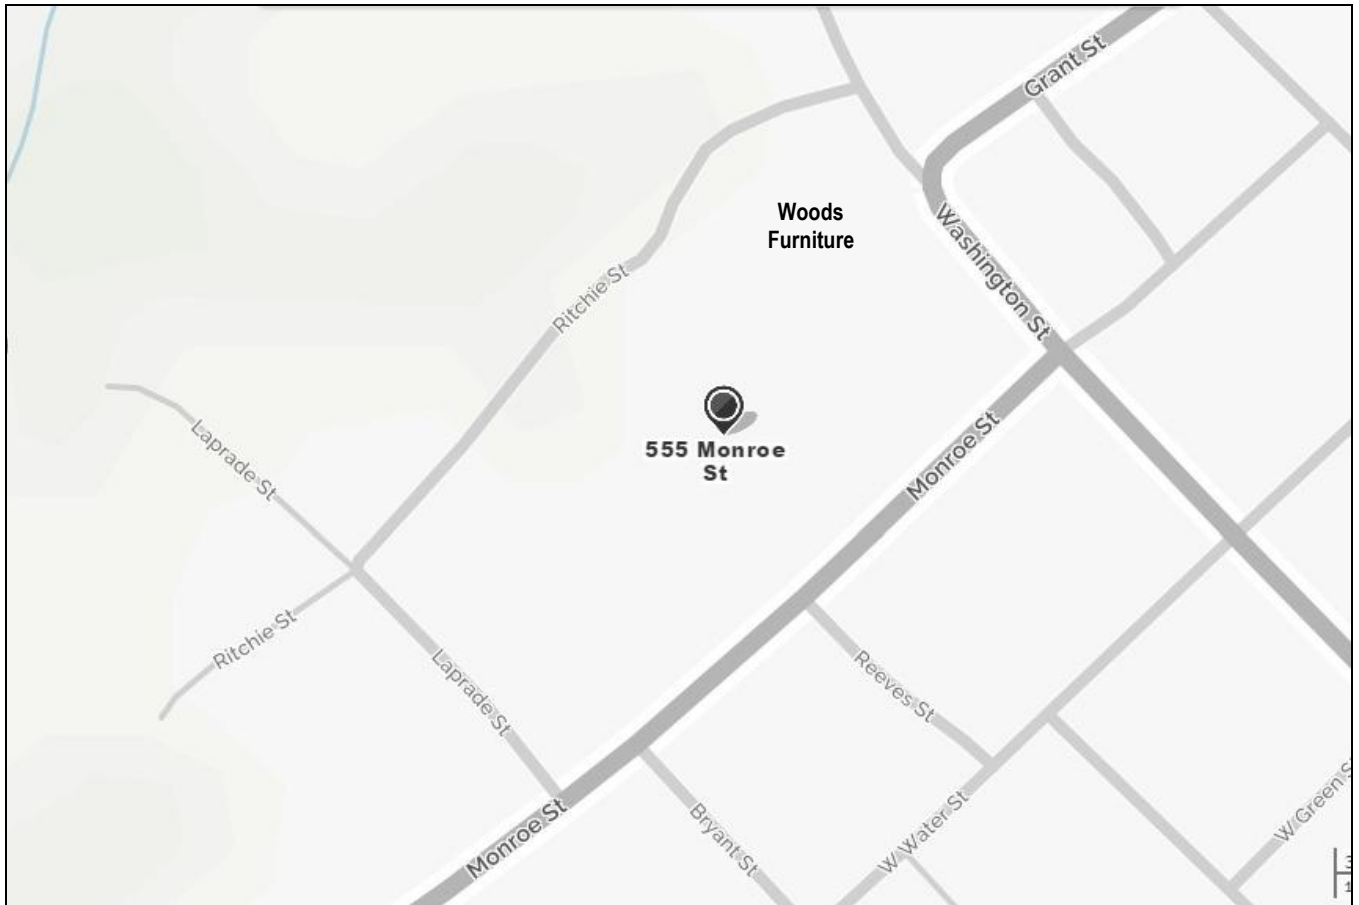 Grant St
Woods
Furniture
Washington St
Ritchie St
555 Monroe
St
Monroe St
Laprade St
Ritchie St
Laprade St
Reeves St
W Water St
Bryant St
Monroe St
W Green